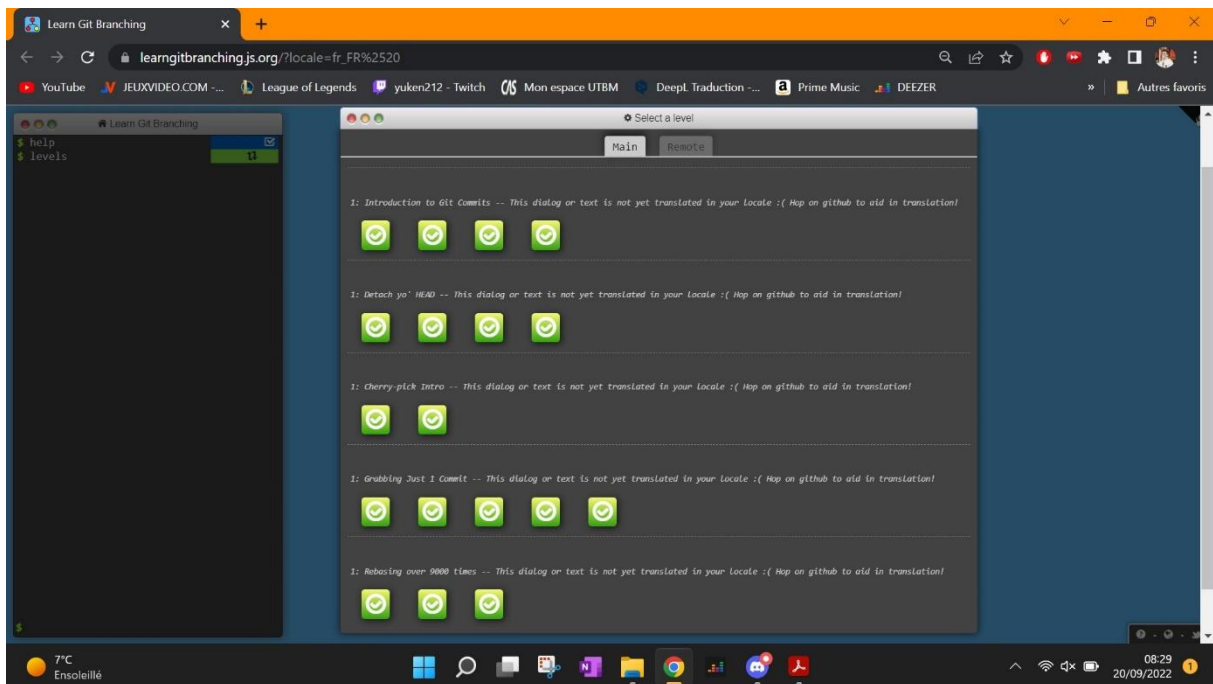 Learn Git Branching
learngitbranching.js.org/?locale=fr_FR%2520
YouTube JEUXVIDEO.COM -... League of Legends yuken212 - Twitch Mon espace UTBM DeepL Traduction -... Prime Music DEEZER » Autres favoris
Learn Git Branching
$ help
$ levels
$
Select a level
Main Remote
1: Introduction to Git Commits -- This dialog or text is not yet translated in your locale :( Hop on github to aid in translation!
1: Detach yo' HEAD -- This dialog or text is not yet translated in your locale :( Hop on github to aid in translation!
1: Cherry-pick Intro -- This dialog or text is not yet translated in your locale :( Hop on github to aid in translation!
1: Grabbing Just 1 Commit -- This dialog or text is not yet translated in your locale :( Hop on github to aid in translation!
1: Rebasing over 9000 times -- This dialog or text is not yet translated in your locale :( Hop on github to aid in translation!
7°C
Ensoleillé
08:29
20/09/2022
1